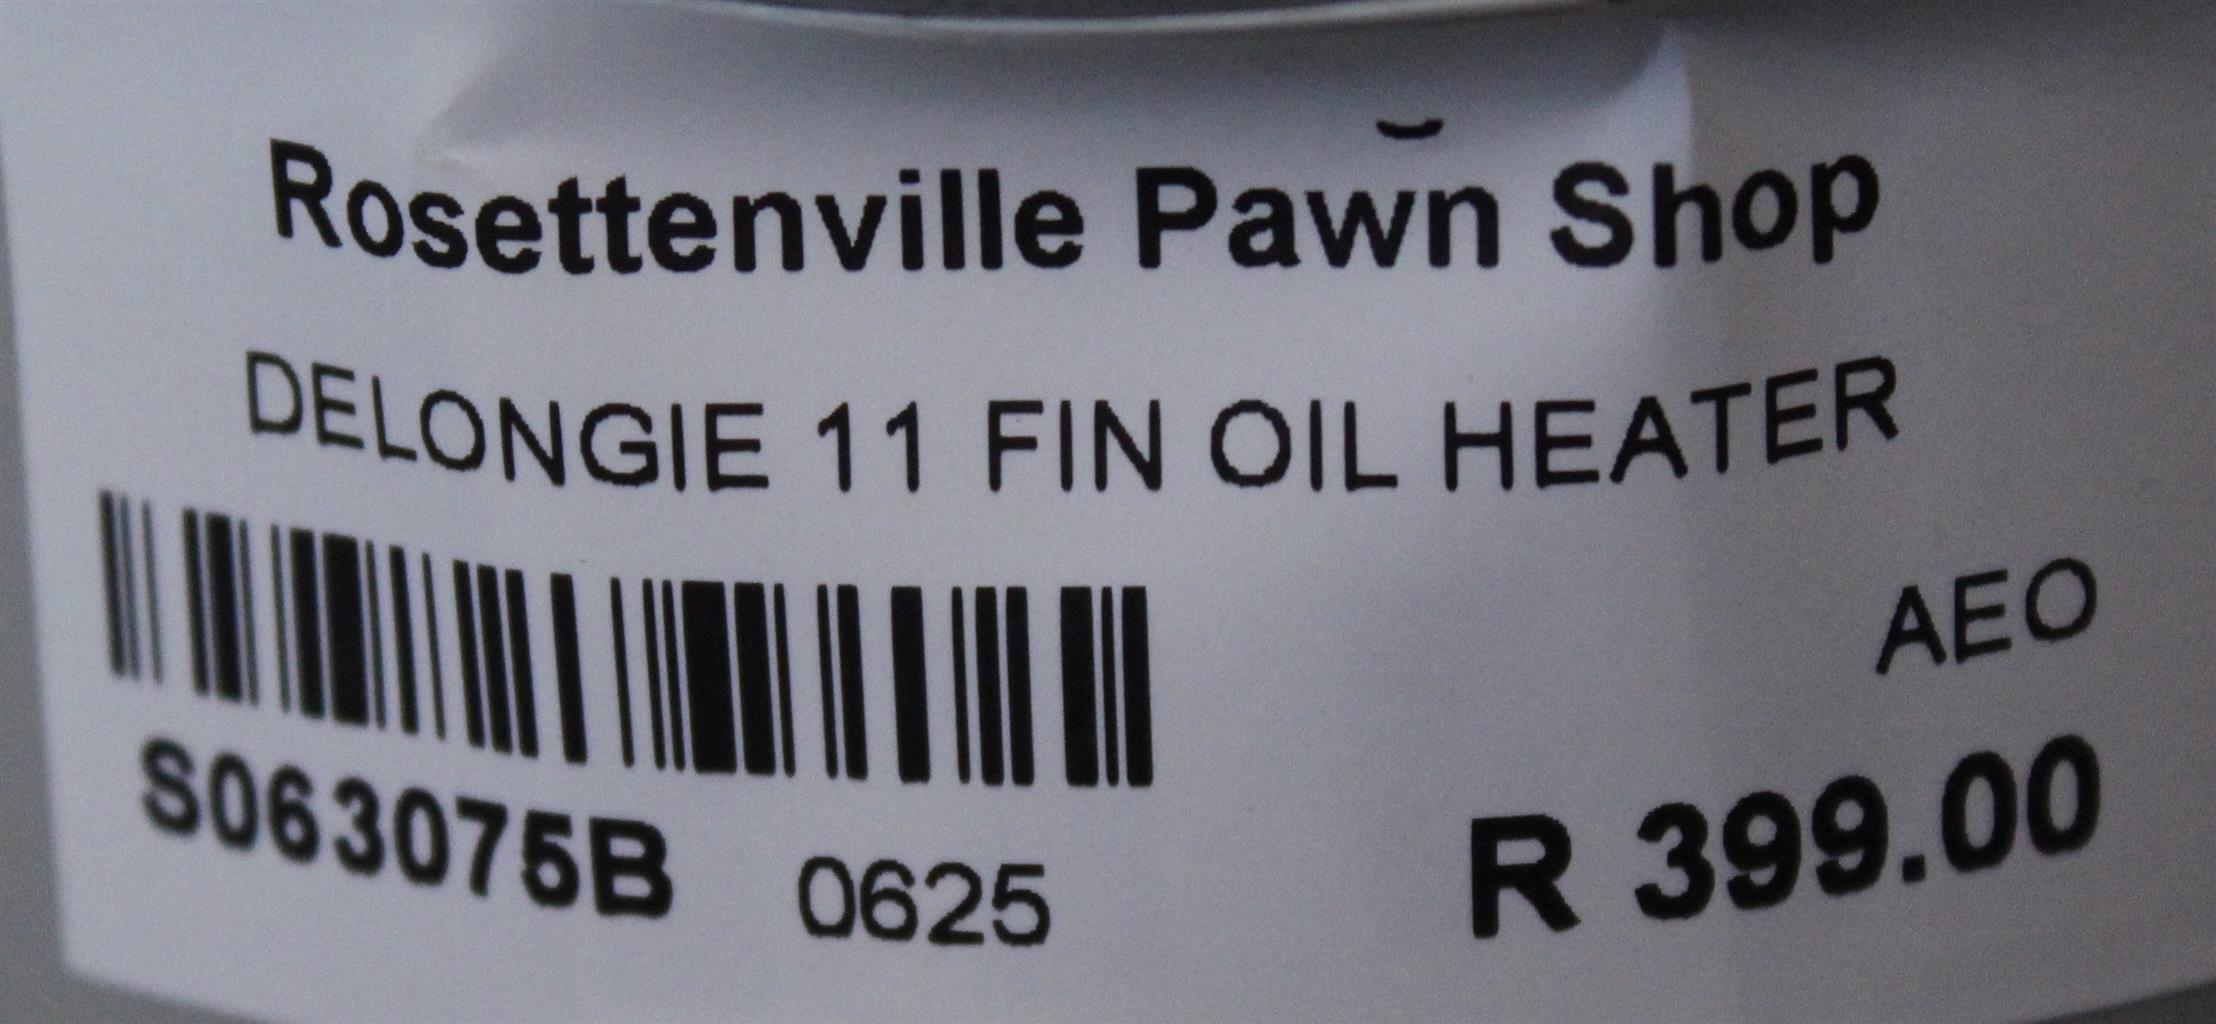 Rosettenville Pawn Shop
DELONGIE 11 FIN OIL HEATER
AEO
S063075B 0625
R 399.00